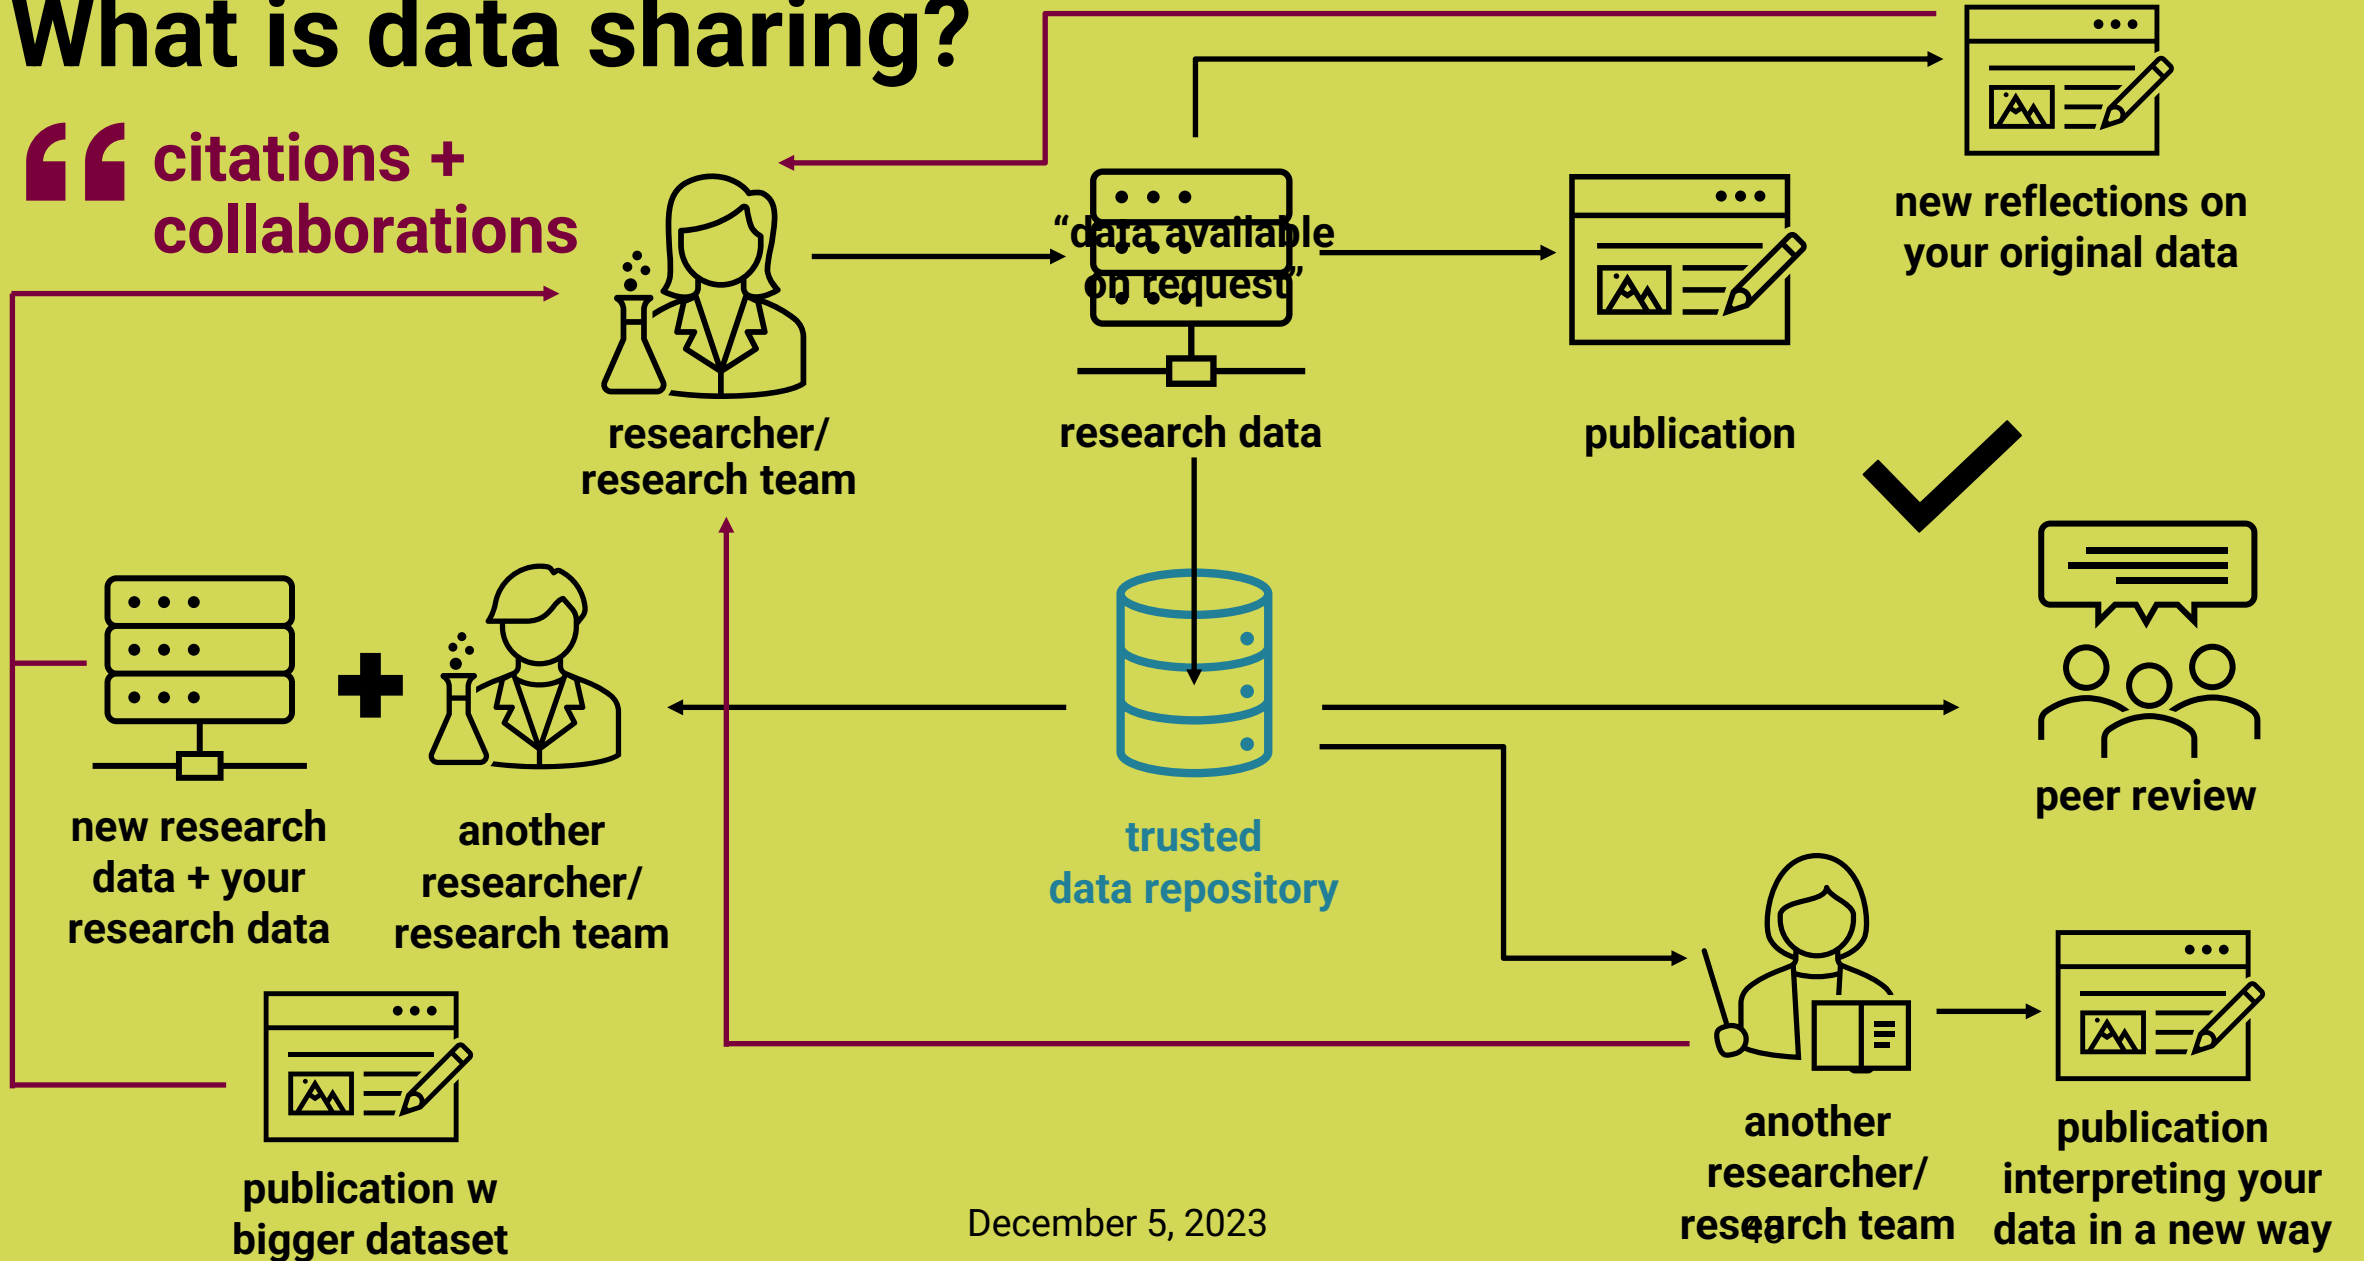 What is data sharing?
citations +
collaborations
“data available
on request”
new reflections on
your original data
researcher/
research team
research data
publication
new research
data + your
research data
another
researcher/
research team
trusted
data repository
peer review
publication w
bigger dataset
another
researcher/
research team
publication
interpreting your
data in a new way
December 5, 2023